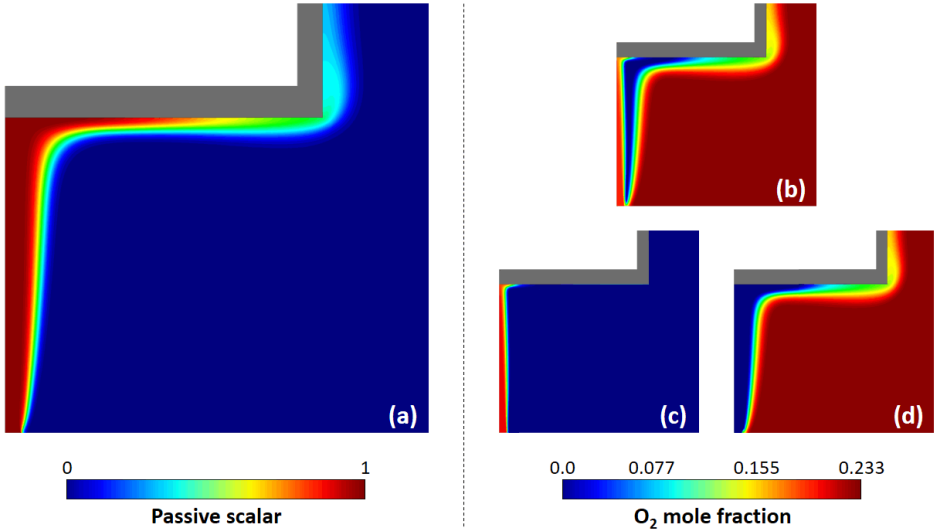 (a)
(b)
(c)
(d)
0 1
Passive scalar
0.0 0.077 0.155 0.233
O₂ mole fraction